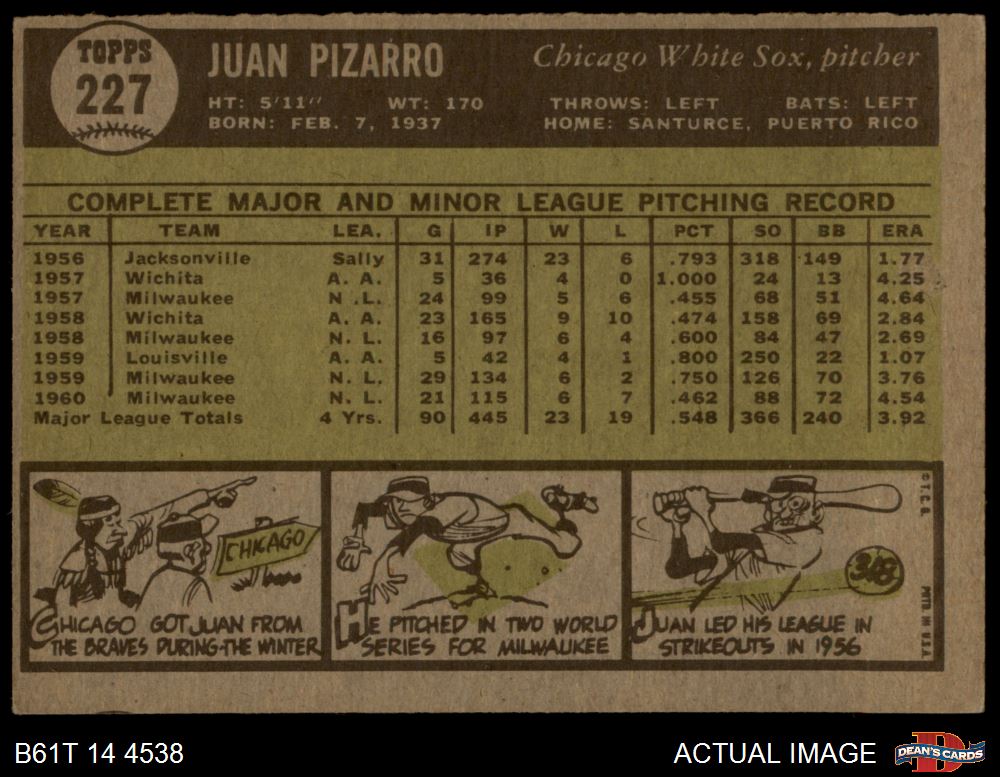 TOPPS
227
JUAN PIZARRO
Chicago White Sox, pitcher
HT: 5'11" WT: 170 THROWS: LEFT BATS: LEFT
BORN: FEB. 7, 1937 HOME: SANTURCE, PUERTO RICO
COMPLETE MAJOR AND MINOR LEAGUE PITCHING RECORD
YEAR TEAM LEA. G IP W L PCT SO BB ERA
1956 Jacksonville Sally 31 274 23 6 .793 318 149 1.77
1957 Wichita A. A. 5 36 4 0 1.000 24 13 4.25
1957 Milwaukee N .L. 24 99 5 6 .455 68 51 4.64
1958 Wichita A. A. 23 165 9 10 .474 158 69 2.84
1958 Milwaukee N. L. 16 97 6 4 .600 84 47 2.69
1959 Louisville A. A. 5 42 4 1 .800 250 22 1.07
1959 Milwaukee N. L. 29 134 6 2 .750 126 70 3.76
1960 Milwaukee N. L. 21 115 6 7 .462 88 72 4.54
Major League Totals 4 Yrs. 90 445 23 19 .548 366 240 3.92
CHICAGO
CHICAGO GOT JUAN FROM
THE BRAVES DURING THE WINTER
HE PITCHED IN TWO WORLD
SERIES FOR MILWAUKEE
318
JUAN LED HIS LEAGUE IN
STRIKEOUTS IN 1956
© T. C. G.
PRTD. IN U.S.A.
B61T 14 4538
ACTUAL IMAGE
D
DEAN'S CARDS